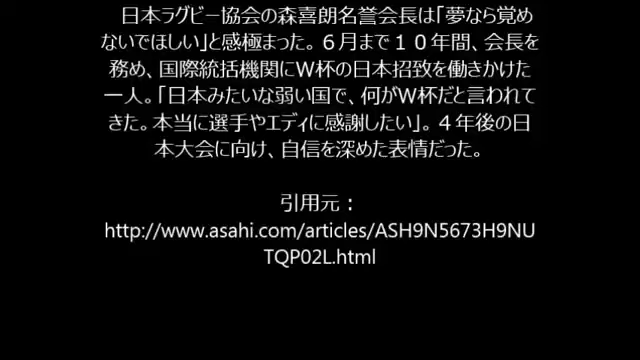 日本ラグビー協会の森喜朗名誉会長は「夢なら覚め
ないでほしい」と感極まった。６月まで１０年間、会長を
務め、国際統括機関にＷ杯の日本招致を働きかけた
一人。「日本みたいな弱い国で、何がＷ杯だと言われて
きた。本当に選手やエディに感謝したい」。４年後の日
本大会に向け、自信を深めた表情だった。
引用元：
http://www.asahi.com/articles/ASH9N5673H9NU
TQP02L.html